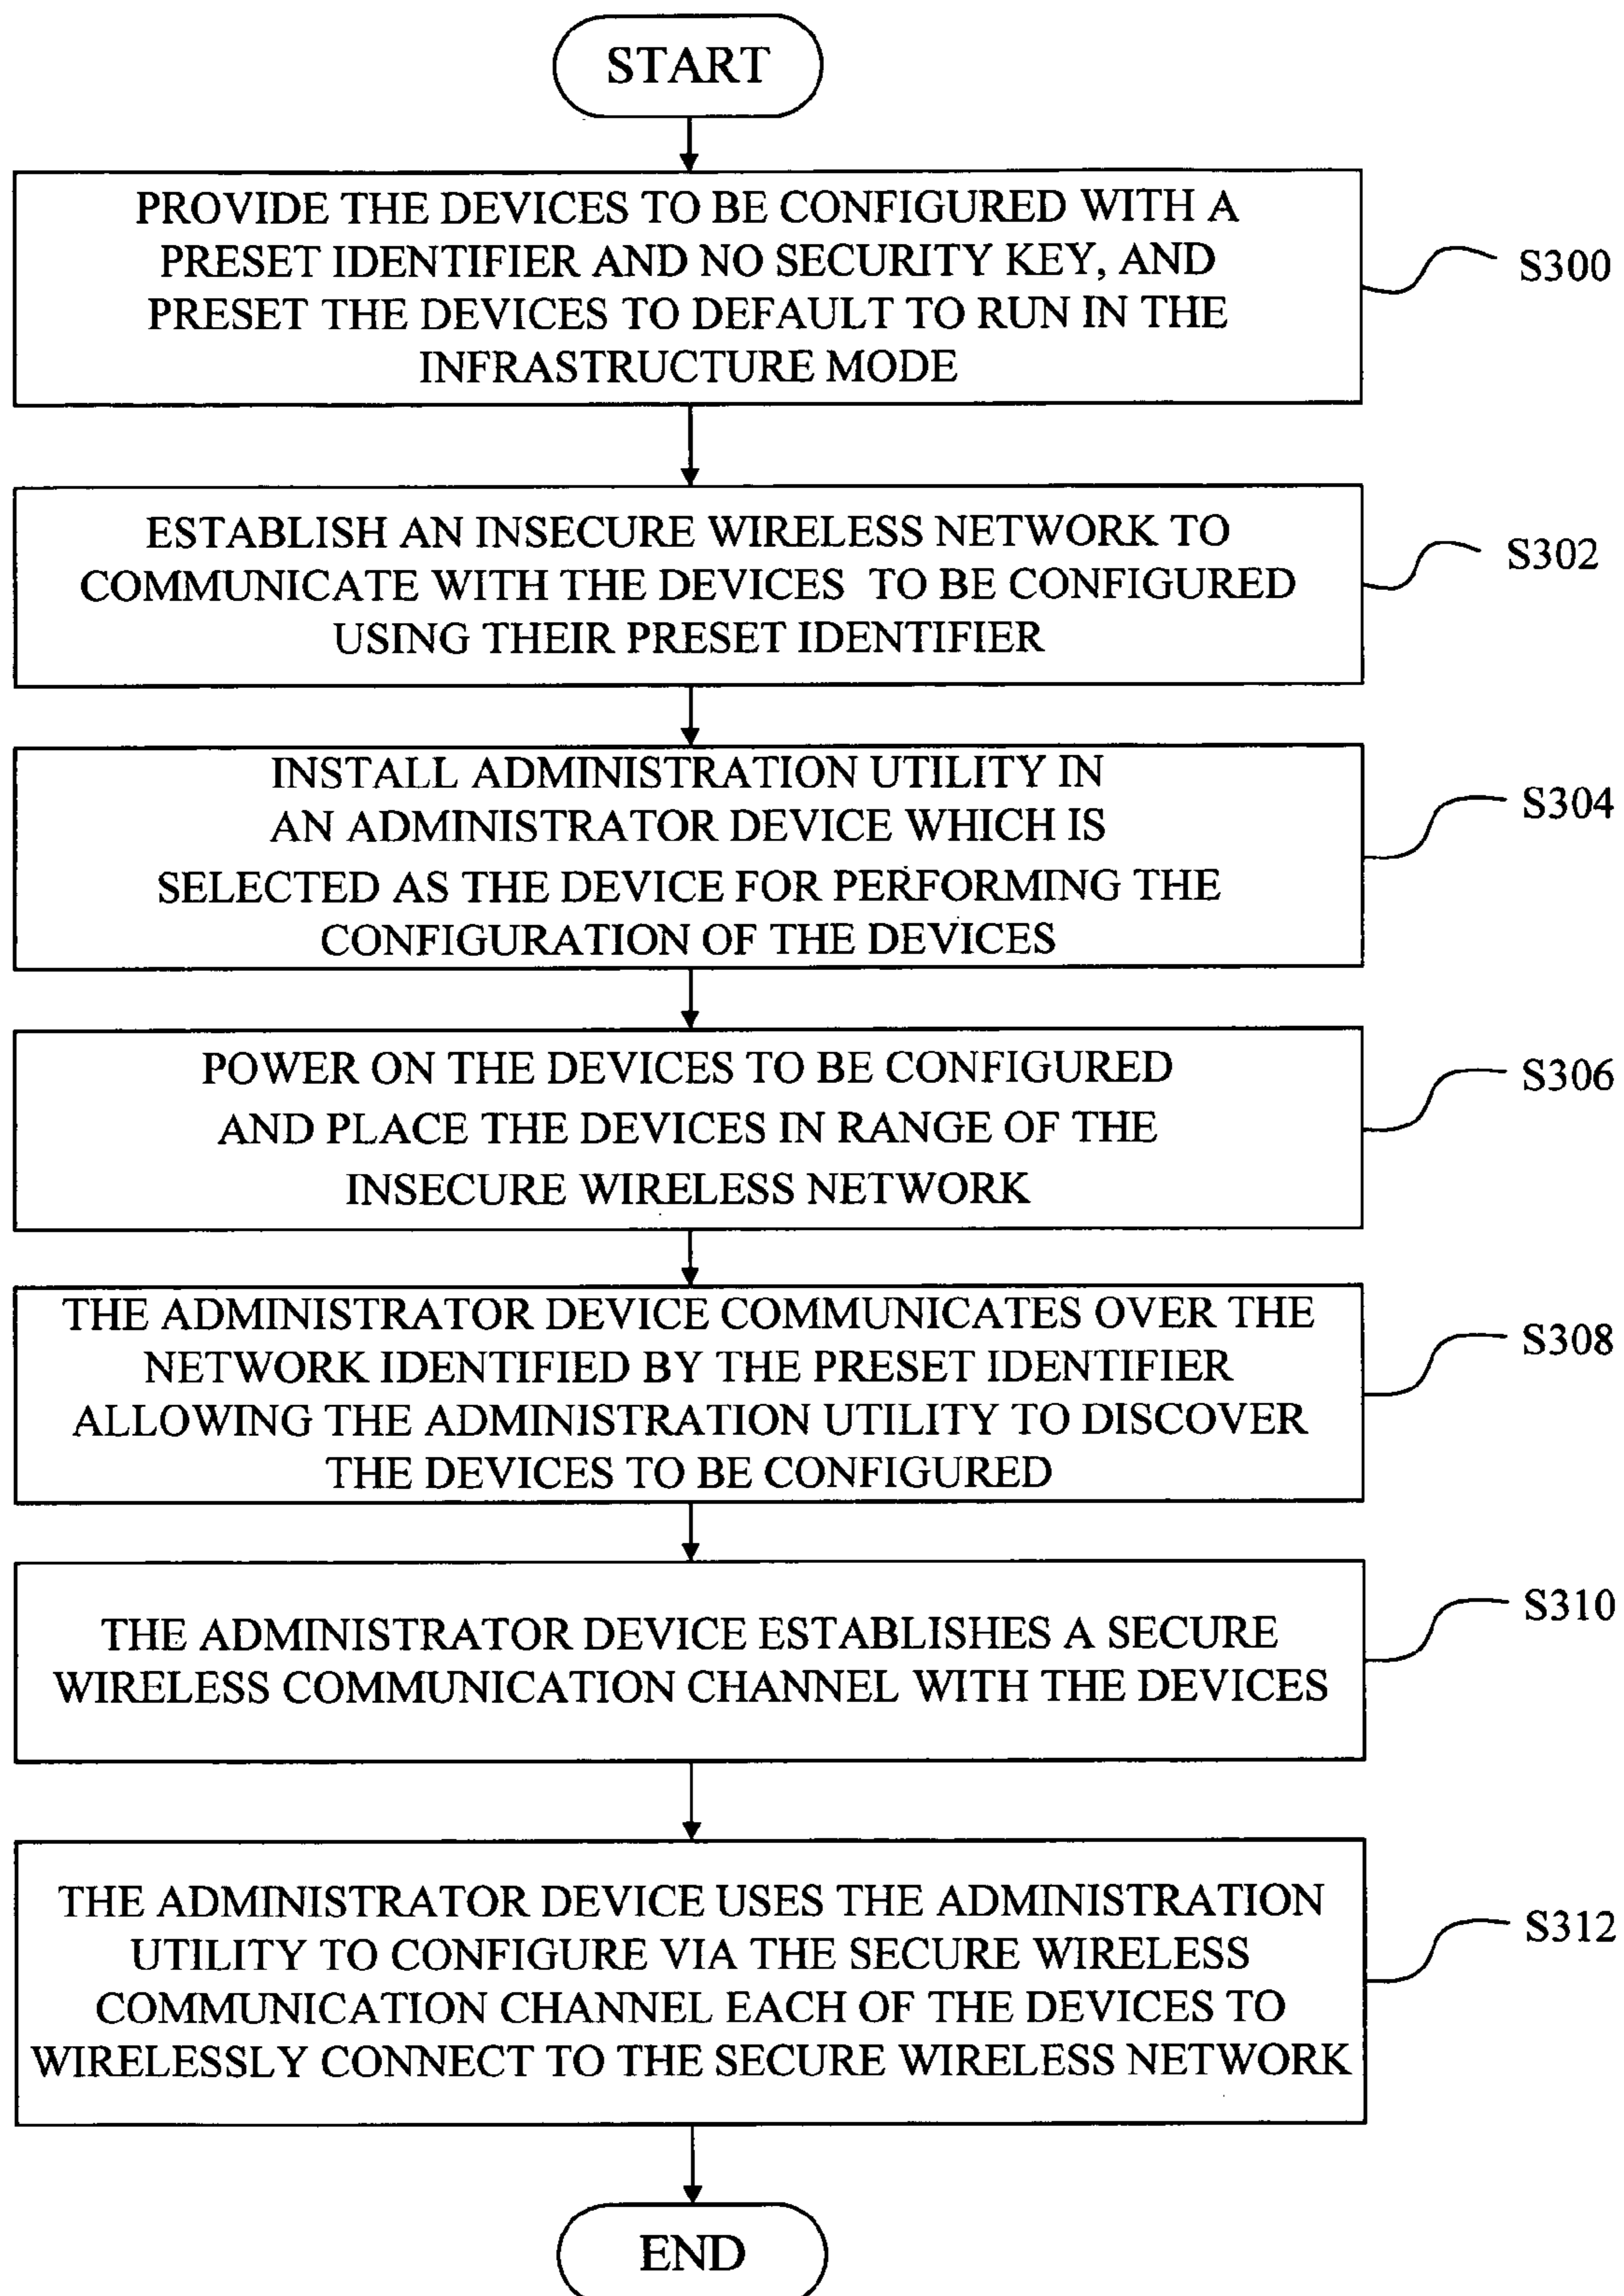 START
PROVIDE THE DEVICES TO BE CONFIGURED WITH A
PRESET IDENTIFIER AND NO SECURITY KEY, AND
PRESET THE DEVICES TO DEFAULT TO RUN IN THE
INFRASTRUCTURE MODE
S300
ESTABLISH AN INSECURE WIRELESS NETWORK TO
COMMUNICATE WITH THE DEVICES TO BE CONFIGURED
USING THEIR PRESET IDENTIFIER
S302
INSTALL ADMINISTRATION UTILITY IN
AN ADMINISTRATOR DEVICE WHICH IS
SELECTED AS THE DEVICE FOR PERFORMING THE
CONFIGURATION OF THE DEVICES
S304
POWER ON THE DEVICES TO BE CONFIGURED
AND PLACE THE DEVICES IN RANGE OF THE
INSECURE WIRELESS NETWORK
S306
THE ADMINISTRATOR DEVICE COMMUNICATES OVER THE
NETWORK IDENTIFIED BY THE PRESET IDENTIFIER
ALLOWING THE ADMINISTRATION UTILITY TO DISCOVER
THE DEVICES TO BE CONFIGURED
S308
THE ADMINISTRATOR DEVICE ESTABLISHES A SECURE
WIRELESS COMMUNICATION CHANNEL WITH THE DEVICES
S310
THE ADMINISTRATOR DEVICE USES THE ADMINISTRATION
UTILITY TO CONFIGURE VIA THE SECURE WIRELESS
COMMUNICATION CHANNEL EACH OF THE DEVICES TO
WIRELESSLY CONNECT TO THE SECURE WIRELESS NETWORK
S312
END